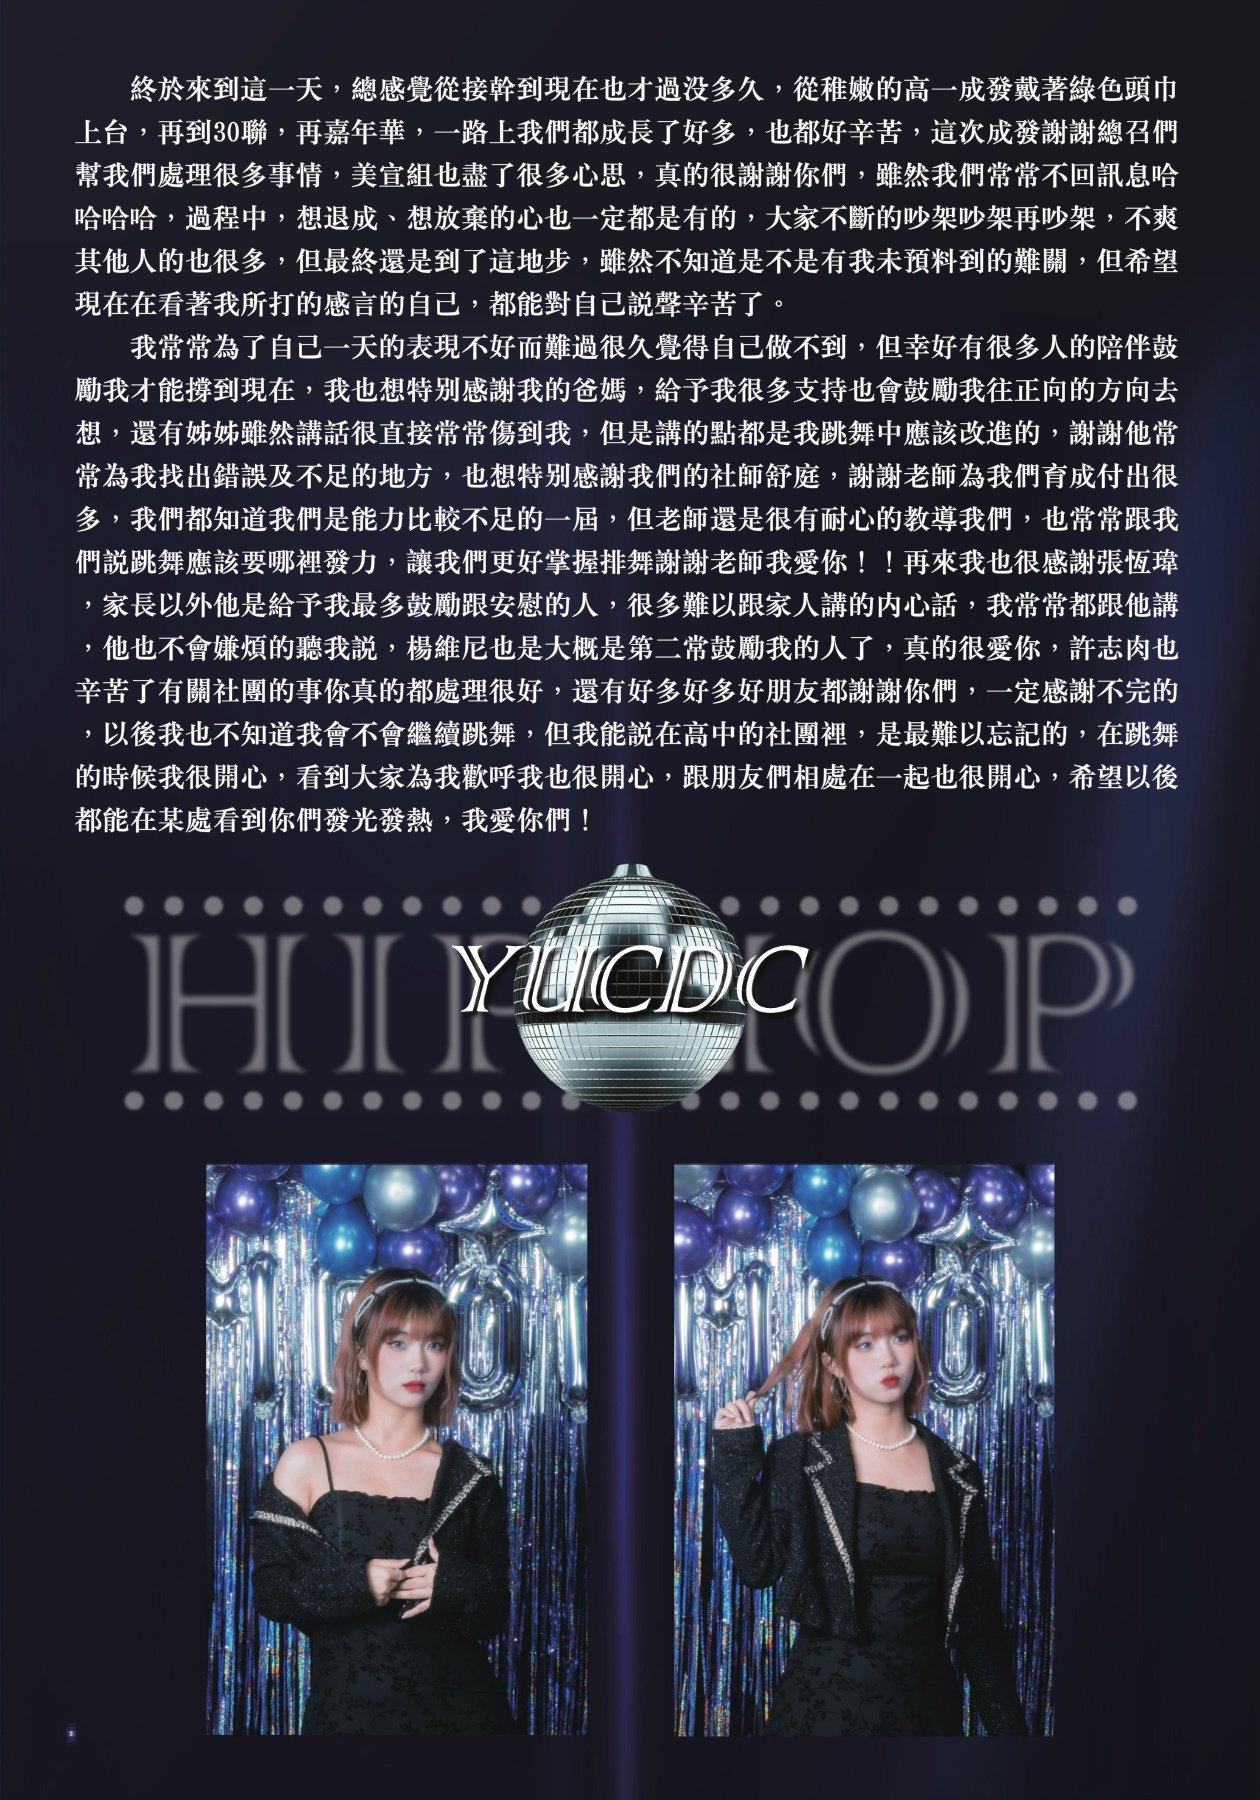 終於來到這一天，總感覺從接幹到現在也才過没多久，從稚嫩的高一成發戴著綠色頭巾
上台，再到30聯，再嘉年華，一路上我們都成長了好多，也都好辛苦，這次成發謝謝總召們
幫我們處理很多事情，美宣組也盡了很多心思，真的很謝謝你們，雖然我們常常不回訊息哈
哈哈哈，過程中，想退成、想放棄的心也一定都是有的，大家不斷的吵架吵架再吵架，不爽
其他人的也很多，但最終還是到了這地步，雖然不知道是不是有我未預料到的難關，但希望
現在在看著我所打的感言的自己，都能對自己説聲辛苦了。
我常常為了自己一天的表現不好而難過很久覺得自己做不到，但幸好有很多人的陪伴鼓
勵我才能撐到現在，我也想特別感謝我的爸媽，給予我很多支持也會鼓勵我往正向的方向去
想，還有姊姊雖然講話很直接常常傷到我，但是講的點都是我跳舞中應該改進的，謝謝他常
常為我找出錯誤及不足的地方，也想特別感謝我們的社師舒庭，謝謝老師為我們育成付出很
多，我們都知道我們是能力比較不足的一屆，但老師還是很有耐心的教導我們，也常常跟我
們説跳舞應該要哪裡發力，讓我們更好掌握排舞謝謝老師我愛你！！再來我也很感謝張恆瑋
，家長以外他是給予我最多鼓勵跟安慰的人，很多難以跟家人講的内心話，我常常都跟他講
，他也不會嫌煩的聽我説，楊維尼也是大概是第二常鼓勵我的人了，真的很愛你，許志肉也
辛苦了有關社團的事你真的都處理很好，還有好多好多好朋友都謝謝你們，一定感謝不完的
，以後我也不知道我會不會繼續跳舞，但我能説在高中的社團裡，是最難以忘記的，在跳舞
的時候我很開心，看到大家為我歡呼我也很開心，跟朋友們相處在一起也很開心，希望以後
都能在某處看到你們發光發熱，我愛你們！
HIPHOP
YUCDC